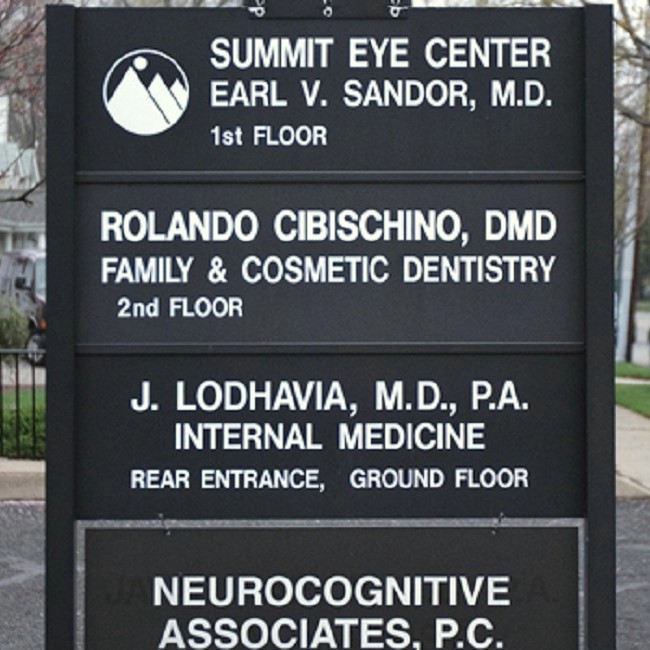 SUMMIT EYE CENTER
EARL V. SANDOR, M.D.
1st FLOOR
ROLANDO CIBISCHINO, DMD
FAMILY & COSMETIC DENTISTRY
2nd FLOOR
J. LODHAVIA, M.D., P.A.
INTERNAL MEDICINE
REAR ENTRANCE, GROUND FLOOR
NEUROCOGNITIVE
ASSOCIATES, P.C.